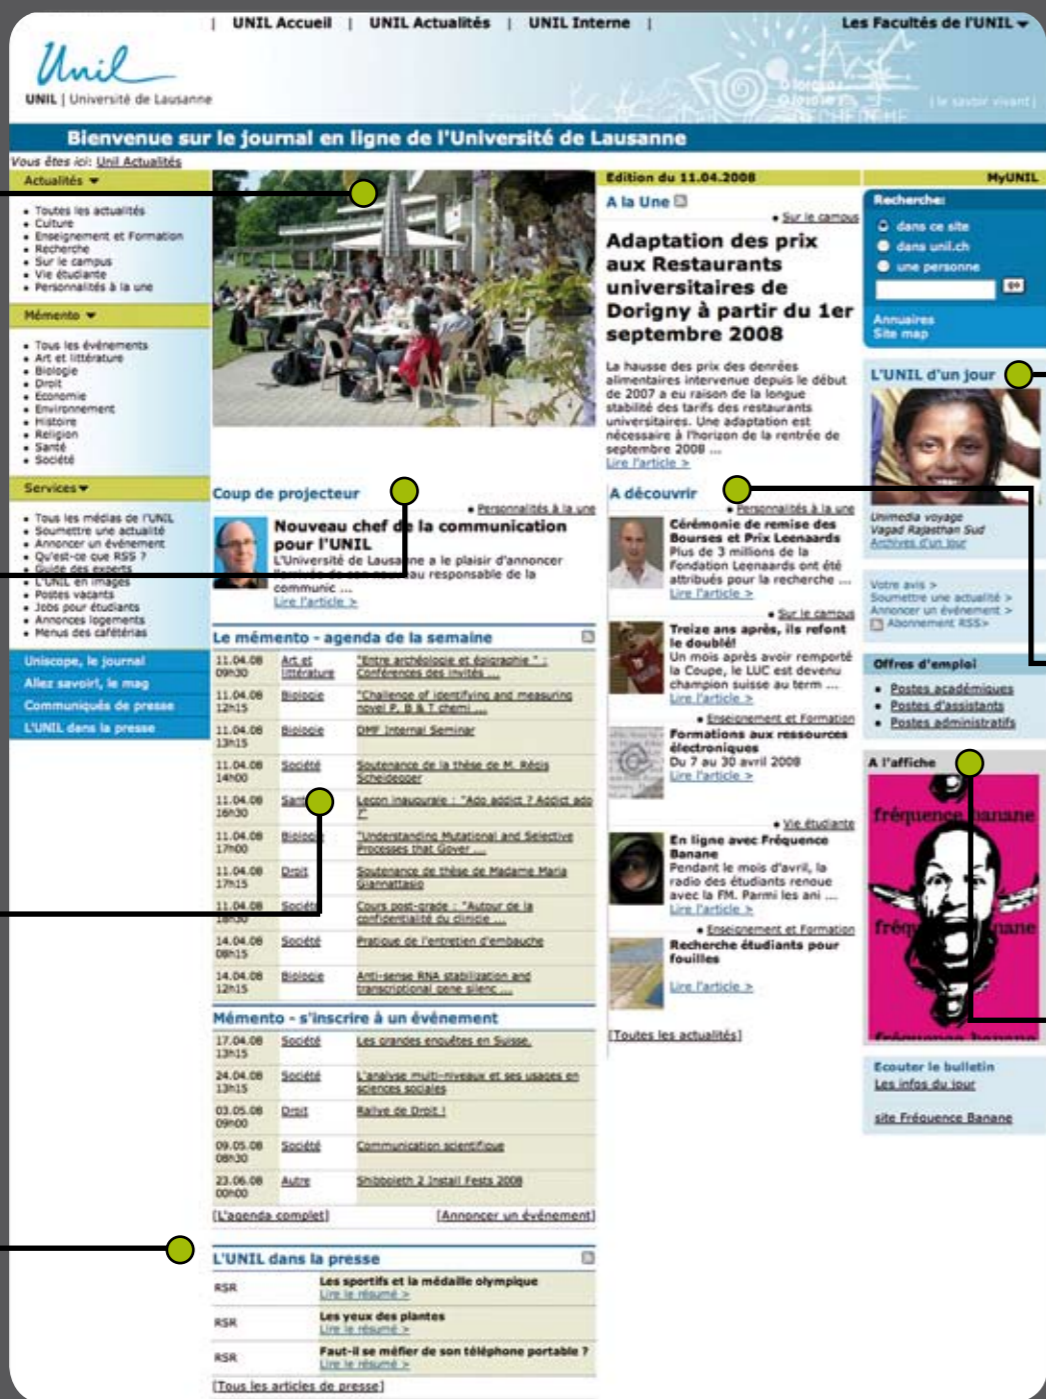 | UNIL Accueil | UNIL Actualités | UNIL Interne |
Les Facultés de l'UNIL
Unil
UNIL | Université de Lausanne
| le savoir vivant |
Bienvenue sur le journal en ligne de l'Université de Lausanne
Vous êtes ici: Unil Actualités
Actualités
• Toutes les actualités
• Culture
• Enseignement et Formation
• Recherche
• Sur le campus
• Vie étudiante
• Personnalités à la une
Mémento
• Tous les événements
• Art et littérature
• Biologie
• Droit
• Economie
• Environnement
• Histoire
• Religion
• Santé
• Société
Services
• Tous les médias de l'UNIL
• Soumettre une actualité
• Annoncer un événement
• Qu'est-ce que RSS ?
• Guide des experts
• L'UNIL en images
• Postes vacants
• Jobs pour étudiants
• Annonces logements
• Menus des cafétérias
Uniscope, le journal
Allez savoir!, le mag
Communiqués de presse
L'UNIL dans la presse
Coup de projecteur
• Personnalités à la une
Nouveau chef de la communication
pour l'UNIL
L'Université de Lausanne a le plaisir d'annoncer
l'arrivée de son nouveau responsable de la
communic ...
Lire l'article >
Le mémento - agenda de la semaine
11.04.08 Art et "Entre archéologie et épigraphie " :
09h30 littérature Conférences des invités ...
11.04.08 Biologie "Challenge of identifying and measuring
12h15 novel P, B & T chemi ...
11.04.08 Biologie DMF Internal Seminar
13h15
11.04.08 Société Soutenance de la thèse de M. Régis
14h00 Scheidegger
11.04.08 Leçon inaugurale : "Ado addict ? Addict ado
16h30 ?"
11.04.08 Biologie "Understanding Mutational and Selective
17h00 Processes that Gover ...
11.04.08 Droit Soutenance de thèse de Madame Maria
17h15 Giannattasio
11.04.08 Société Cours post-grade : "Autour de la
18h30 confidentialité du clinicie ...
14.04.08 Société Pratique de l'entretien d'embauche
08h15
14.04.08 Biologie Anti-sense RNA stabilization and
12h15 transcriptional gene silenc ...
Mémento - s'inscrire à un événement
17.04.08 Société Les grandes enquêtes en Suisse.
13h15
24.04.08 Société L'analyse multi-niveaux et ses usages en
13h15 sciences sociales
03.05.08 Droit Rallye de Droit !
09h00
09.05.08 Société Communication scientifique
08h30
23.06.08 Autre Shibboleth 2 Install Fests 2008
00h00
[L'agenda complet] [Annoncer un événement]
L'UNIL dans la presse
RSR Les sportifs et la médaille olympique
Lire le résumé >
RSR Les yeux des plantes
Lire le résumé >
RSR Faut-il se méfier de son téléphone portable ?
Lire le résumé >
[Tous les articles de presse]
Edition du 11.04.2008
A la Une
• Sur le campus
Adaptation des prix
aux Restaurants
universitaires de
Dorigny à partir du 1er
septembre 2008
La hausse des prix des denrées
alimentaires intervenue depuis le début
de 2007 a eu raison de la longue
stabilité des tarifs des restaurants
universitaires. Une adaptation est
nécessaire à l'horizon de la rentrée de
septembre 2008 ...
Lire l'article >
A découvrir
• Personnalités à la une
Cérémonie de remise des
Bourses et Prix Leenaards
Plus de 3 millions de la
Fondation Leenaards ont été
attribués pour la recherche ...
Lire l'article >
• Sur le campus
Treize ans après, ils refont
le doublé!
Un mois après avoir remporté
la Coupe, le LUC est devenu
champion suisse au term ...
Lire l'article >
• Enseignement et Formation
Formations aux ressources
électroniques
Du 7 au 30 avril 2008
Lire l'article >
• Vie étudiante
En ligne avec Fréquence
Banane
Pendant le mois d'avril, la
radio des étudiants renoue
avec la FM. Parmi les ani ...
Lire l'article >
• Enseignement et Formation
Recherche étudiants pour
fouilles
Lire l'article >
[Toutes les actualités]
MyUNIL
Recherche:
dans ce site
dans unil.ch
une personne
Annuaires
Site map
L'UNIL d'un jour
Unimedia voyage
Vagad Rajasthan Sud
Archives d'un jour
Votre avis >
Soumettre une actualité >
Annoncer un événement >
Abonnement RSS>
Offres d'emploi
• Postes académiques
• Postes d'assistants
• Postes administratifs
A l'affiche
fréquence banane
Ecouter le bulletin
Les infos du jour
site Fréquence Banane